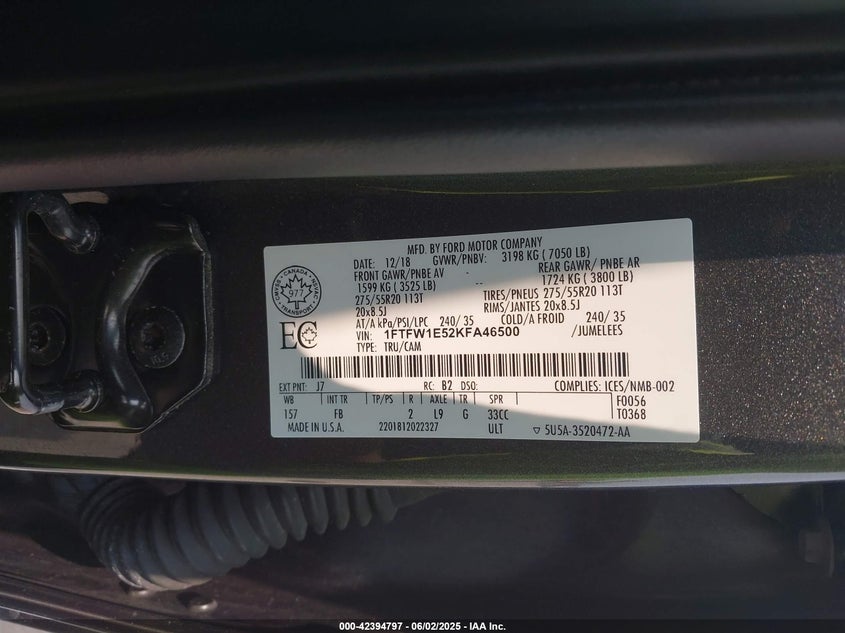 MFD. BY FORD MOTOR COMPANY
DATE: 12/18 GVWR/PNBV: 3198 KG ( 7050 LB)
FRONT GAWR/PNBE AV - REAR GAWR/ PNBE AR
1599 KG ( 3525 LB) -- 1724 KG ( 3800 LB)
275/55R20 113T TIRES/PNEUS 275/55R20 113T
20x8.5J RIMS/JANTES 20x8.5J
AT/A kPa/PSI/LPC 240/ 35 COLD/A FROID 240/ 35
VIN: 1FTFW1E52KFA46500 /JUMELEES
TYPE: TRU/CAM
CANADA
977
TRANSPORT
EC
EXT PNT: J7 RC: B2 DSO: COMPLIES: ICES/NMB-002
WB INT TR TP/PS R AXLE TR SPR F0056
157 FB 2 L9 G 33CC T0368
MADE IN U.S.A. 2201812022327 ULT ▽ 5U5A-3520472-AA
000-42394797 - 06/02/2025 - IAA Inc.